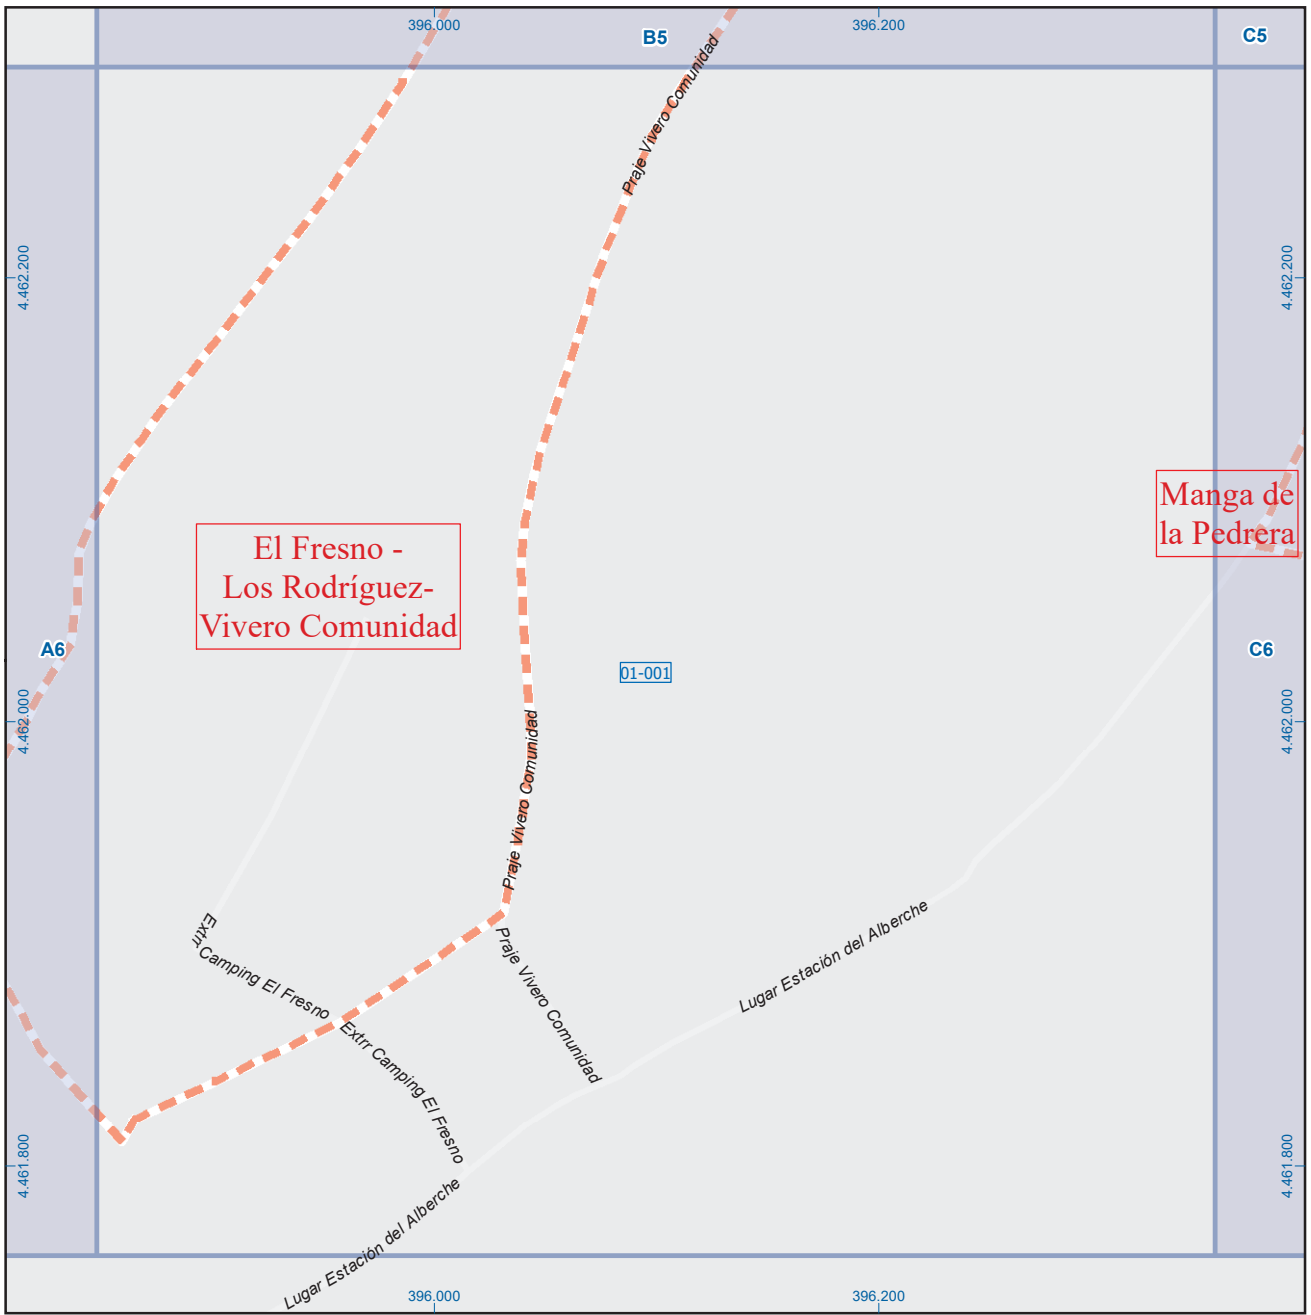 396.000
396.200
B5
C5
Praje Vivero Comunidad
4.462.200
4.462.200
Manga de
la Pedrera
El Fresno -
Los Rodríguez-
Vivero Comunidad
A6
C6
01-001
4.462.000
4.462.000
Praje Vivero Comunidad
Extrr Camping El Fresno
Praje Vivero Comunidad
Lugar Estación del Alberche
Extrr Camping El Fresno
4.461.800
4.461.800
Lugar Estación del Alberche
396.000
396.200